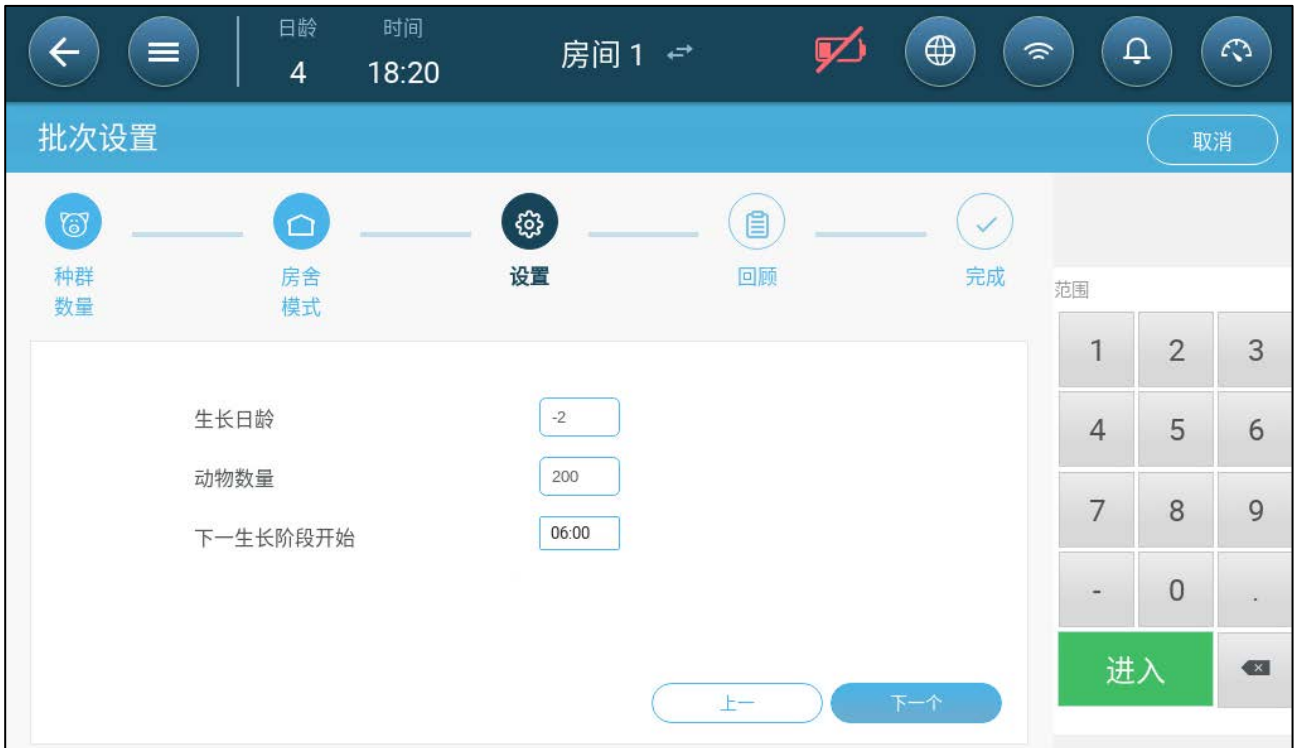 日龄 时间
4 18:20 房间 1
批次设置 取消
种群 房舍 设置 回顾 完成
数量 模式
范围
1 2 3
生长日龄 -2
4 5 6
动物数量 200
7 8 9
下一生长阶段开始 06:00
- 0 .
进入
上一 下一个